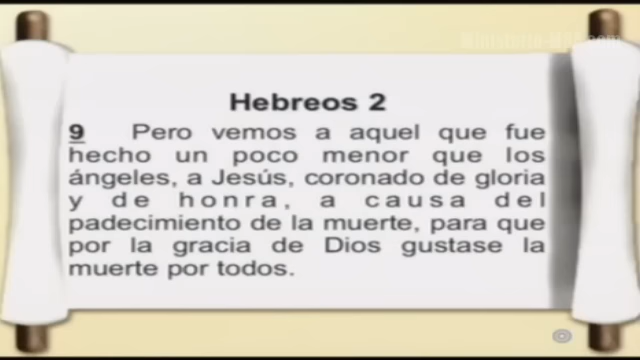 Hebreos 2
9 Pero vemos a aquel que fue
hecho un poco menor que los
ángeles, a Jesús, coronado de gloria
y de honra, a causa del
padecimiento de la muerte, para que
por la gracia de Dios gustase la
muerte por todos.